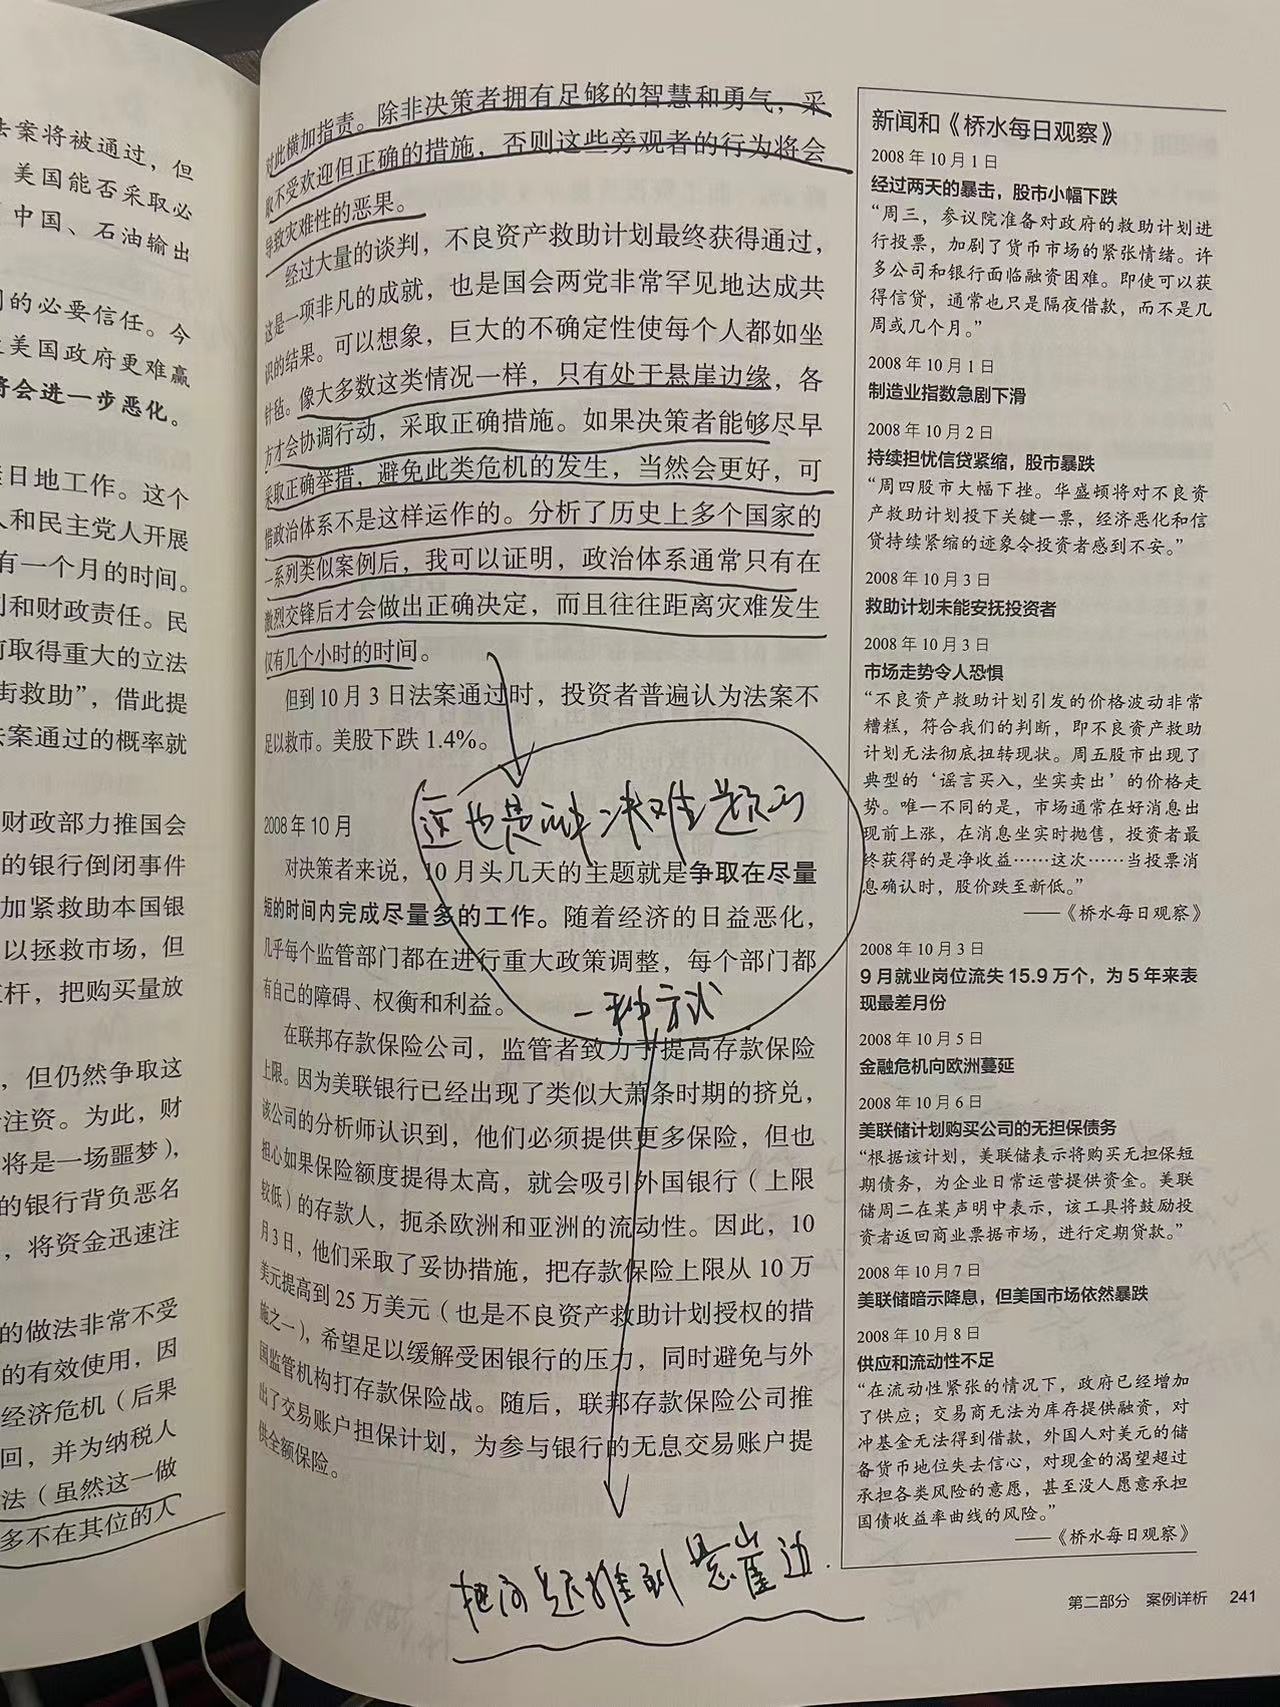 法案将被通过，但
美国能否采取必
中国、石油输出
的必要信任。今
美国政府更难赢
将会进一步恶化。
日地工作。这个
人和民主党人开展
有一个月的时间。
和财政责任。民
取得重大的立法
街救助”，借此提
案通过的概率就
财政部力推国会
的银行倒闭事件
加紧救助本国银
以拯救市场，但
杠杆，把购买量放
，但仍然争取这
注资。为此，财
将是一场噩梦），
的银行背负恶名
，将资金迅速注
的做法非常不受
的有效使用，因
经济危机（后果
回，并为纳税人
法（虽然这一做
多不在其位的人
对此横加指责。除非决策者拥有足够的智慧和勇气，采
取不受欢迎但正确的措施，否则这些旁观者的行为将会
导致灾难性的恶果。
经过大量的谈判，不良资产救助计划最终获得通过，
这是一项非凡的成就，也是国会两党非常罕见地达成共
识的结果。可以想象，巨大的不确定性使每个人都如坐
针毡。像大多数这类情况一样，只有处于悬崖边缘，各
方才会协调行动，采取正确措施。如果决策者能够尽早
采取正确举措，避免此类危机的发生，当然会更好，可
惜政治体系不是这样运作的。分析了历史上多个国家的
一系列类似案例后，我可以证明，政治体系通常只有在
激烈交锋后才会做出正确决定，而且往往距离灾难发生
仅有几个小时的时间。
但到10月3日法案通过时，投资者普遍认为法案不
足以救市。美股下跌1.4%。
这也是解决难题的
2008年10月
对决策者来说，10月头几天的主题就是争取在尽量
短的时间内完成尽量多的工作。随着经济的日益恶化，
几乎每个监管部门都在进行重大政策调整，每个部门都
有自己的障碍、权衡和利益。
一种方式
在联邦存款保险公司，监管者致力于提高存款保险
上限。因为美联银行已经出现了类似大萧条时期的挤兑，
该公司的分析师认识到，他们必须提供更多保险，但也
担心如果保险额度提得太高，就会吸引外国银行（上限
较低）的存款人，扼杀欧洲和亚洲的流动性。因此，10
月3日，他们采取了妥协措施，把存款保险上限从10万
美元提高到25万美元（也是不良资产救助计划授权的措
施之一），希望足以缓解受困银行的压力，同时避免与外
国监管机构打存款保险战。随后，联邦存款保险公司推
出了交易账户担保计划，为参与银行的无息交易账户提
供全额保险。
把问题推到悬崖边.
新闻和《桥水每日观察》
2008年10月1日
经过两天的暴击，股市小幅下跌
“周三，参议院准备对政府的救助计划进
行投票，加剧了货币市场的紧张情绪。许
多公司和银行面临融资困难。即使可以获
得信贷，通常也只是隔夜借款，而不是几
周或几个月。”
2008年10月1日
制造业指数急剧下滑
2008年10月2日
持续担忧信贷紧缩，股市暴跌
“周四股市大幅下挫。华盛顿将对不良资
产救助计划投下关键一票，经济恶化和信
贷持续紧缩的迹象令投资者感到不安。”
2008年10月3日
救助计划未能安抚投资者
2008年10月3日
市场走势令人恐惧
“不良资产救助计划引发的价格波动非常
糟糕，符合我们的判断，即不良资产救助
计划无法彻底扭转现状。周五股市出现了
典型的‘谣言买入，坐实卖出’的价格走
势。唯一不同的是，市场通常在好消息出
现前上涨，在消息坐实时抛售，投资者最
终获得的是净收益……这次……当投票消
息确认时，股价跌至新低。”
——《桥水每日观察》
2008年10月3日
9月就业岗位流失15.9万个，为5年来表
现最差月份
2008年10月5日
金融危机向欧洲蔓延
2008年10月6日
美联储计划购买公司的无担保债务
“根据该计划，美联储表示将购买无担保短
期债务，为企业日常运营提供资金。美联
储周二在某声明中表示，该工具将鼓励投
资者返回商业票据市场，进行定期贷款。”
2008年10月7日
美联储暗示降息，但美国市场依然暴跌
2008年10月8日
供应和流动性不足
“在流动性紧张的情况下，政府已经增加
了供应；交易商无法为库存提供融资，对
冲基金无法得到借款，外国人对美元的储
备货币地位失去信心，对现金的渴望超过
承担各类风险的意愿，甚至没人愿意承担
国债收益率曲线的风险。”
——《桥水每日观察》
第二部分 案例详析 241